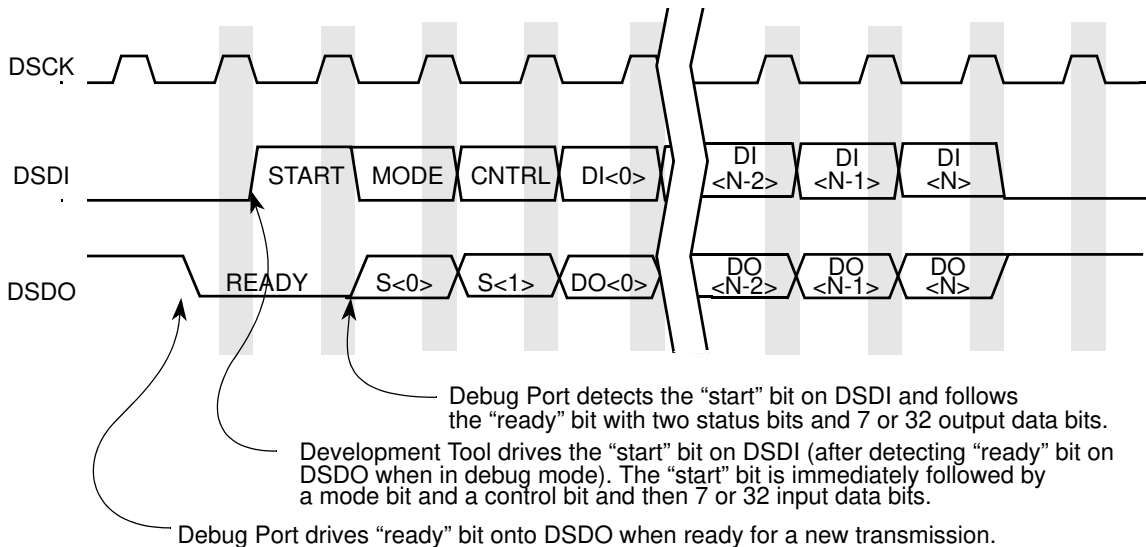 DSCK
DSDI
START MODE CNTRL DI<0> DI <N-2> DI <N-1> DI <N>
DSDO
READY S<0> S<1> DO<0> DO <N-2> DO <N-1> DO <N>
Debug Port detects the “start” bit on DSDI and follows
the “ready” bit with two status bits and 7 or 32 output data bits.
Development Tool drives the “start” bit on DSDI (after detecting “ready” bit on
DSDO when in debug mode). The “start” bit is immediately followed by
a mode bit and a control bit and then 7 or 32 input data bits.
Debug Port drives “ready” bit onto DSDO when ready for a new transmission.